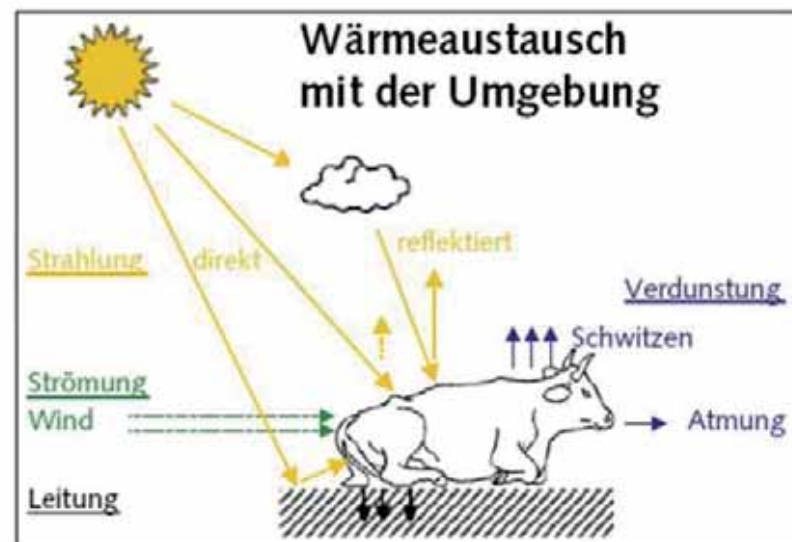 Wärmeaustausch
mit der Umgebung
Strahlung
direkt
reflektiert
Verdunstung
Schwitzen
Strömung
Wind
Atmung
Leitung